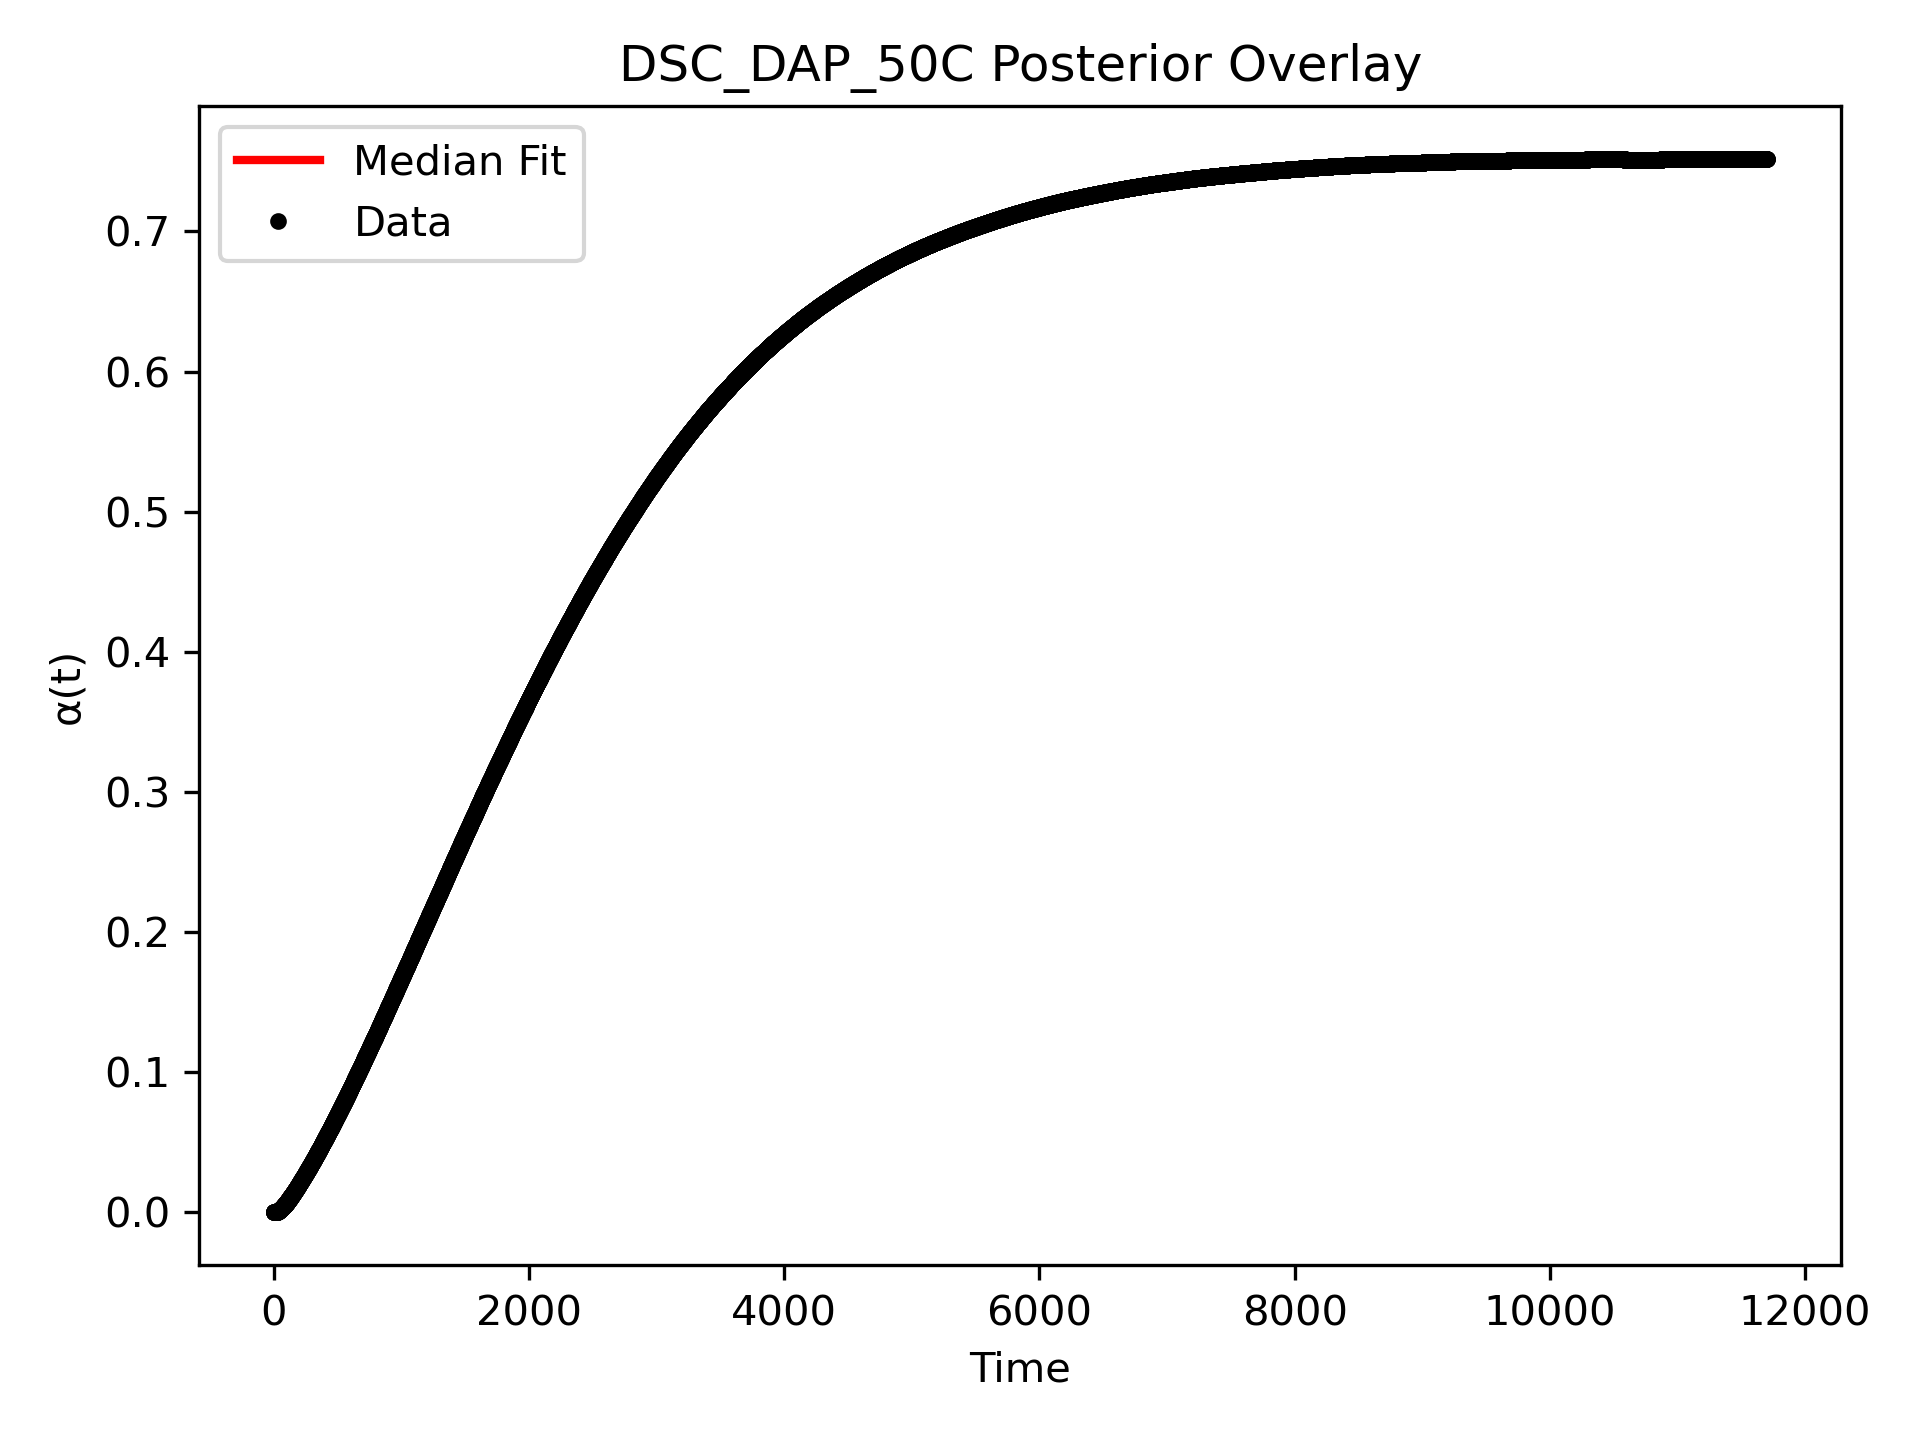 DSC_DAP_50C Posterior Overlay
Median Fit
Data
α(t)
0.7
0.6
0.5
0.4
0.3
0.2
0.1
0.0
0 2000 4000 6000 8000 10000 12000
Time